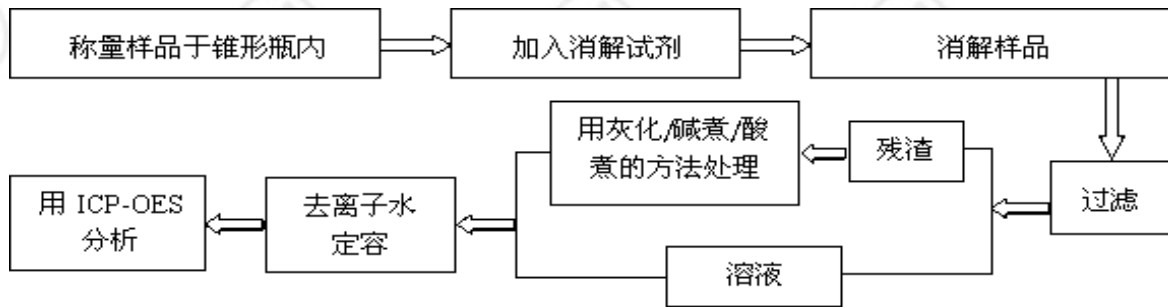 称量样品于锥形瓶内
加入消解试剂
消解样品
过滤
残渣
用灰化/碱煮/酸
煮的方法处理
溶液
去离子水
定容
用 ICP-OES
分析